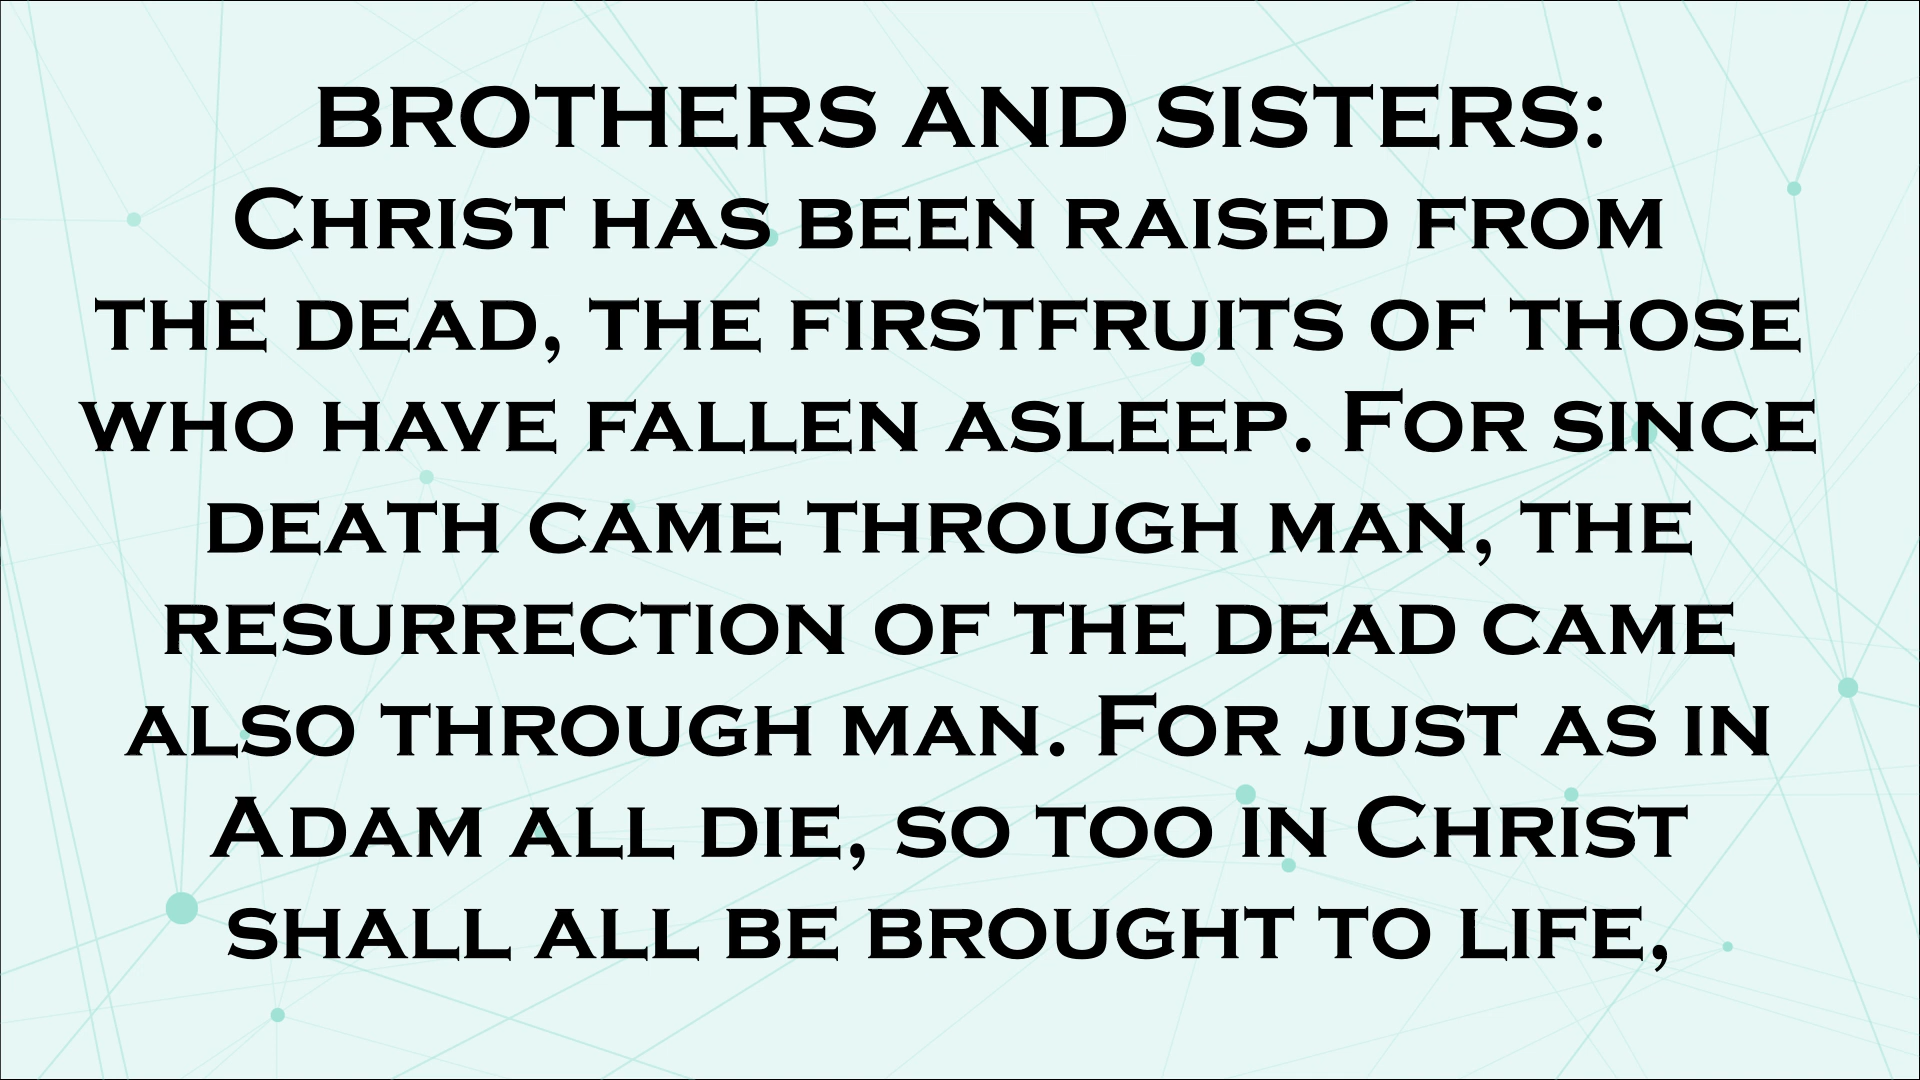 BROTHERS AND SISTERS:
Christ has been raised from
the dead, the firstfruits of those
who have fallen asleep. For since
death came through man, the
resurrection of the dead came
also through man. For just as in
Adam all die, so too in Christ
shall all be brought to life,